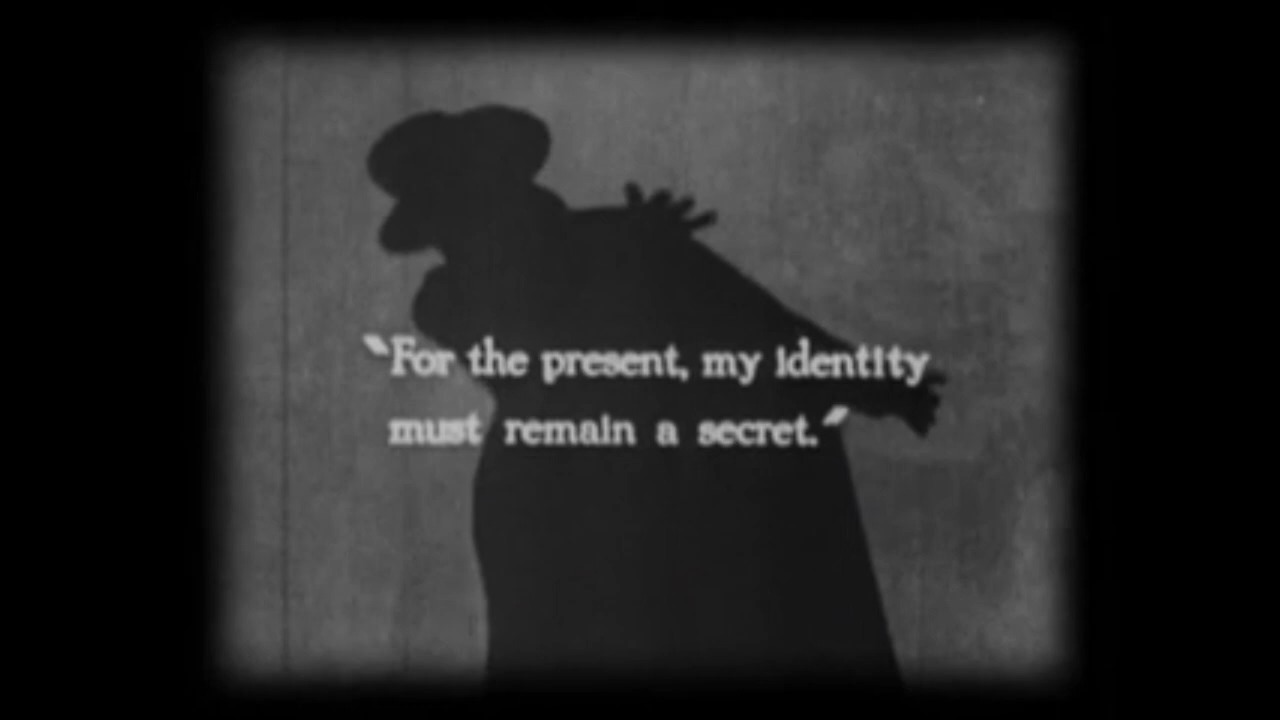 "For the present, my identity
must remain a secret."